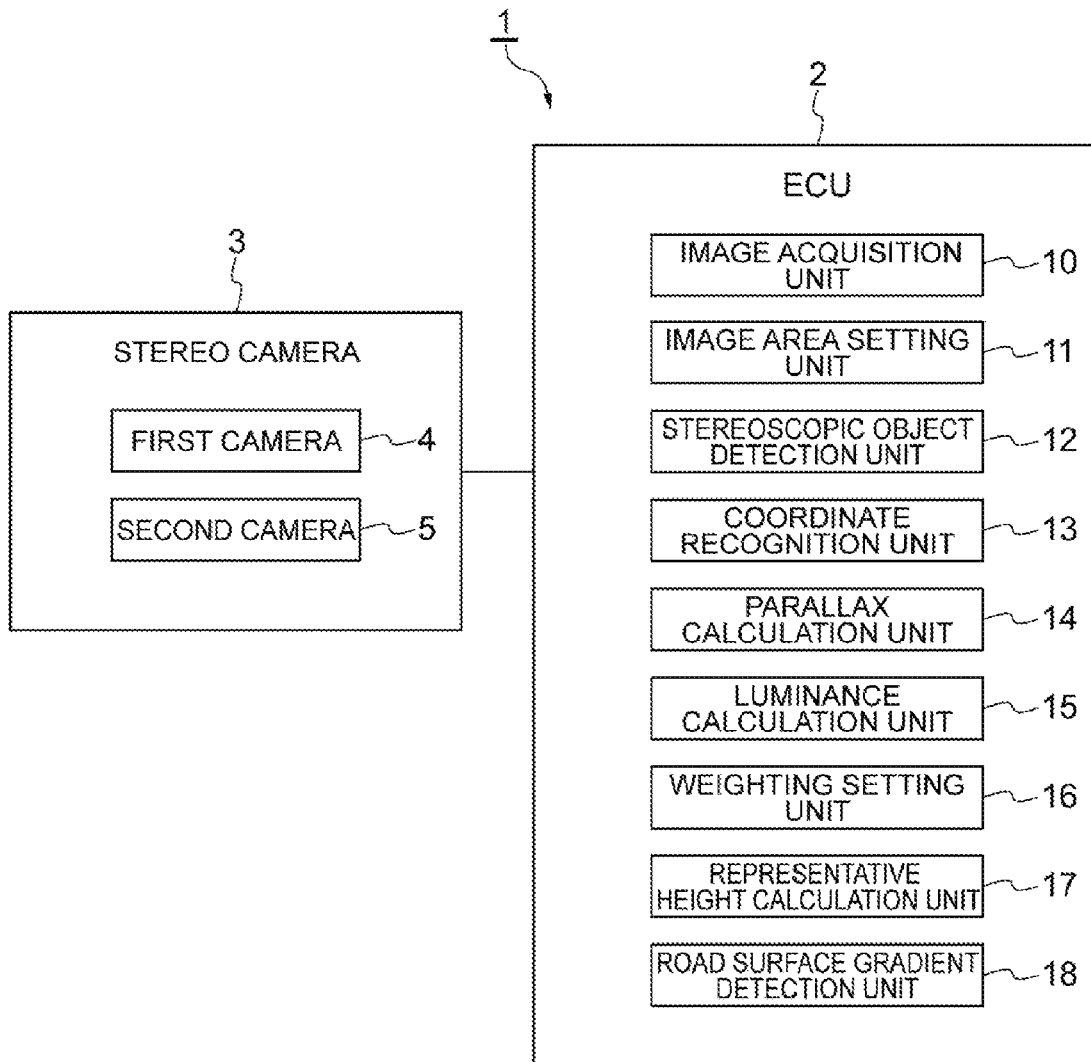 1
2
ECU
IMAGE ACQUISITION
UNIT
10
3
IMAGE AREA SETTING
UNIT
11
STEREO CAMERA
FIRST CAMERA
4
STEREOSCOPIC OBJECT
DETECTION UNIT
12
SECOND CAMERA
5
COORDINATE
RECOGNITION UNIT
13
PARALLAX
CALCULATION UNIT
14
LUMINANCE
CALCULATION UNIT
15
WEIGHTING SETTING
UNIT
16
REPRESENTATIVE
HEIGHT CALCULATION UNIT
17
ROAD SURFACE GRADIENT
DETECTION UNIT
18